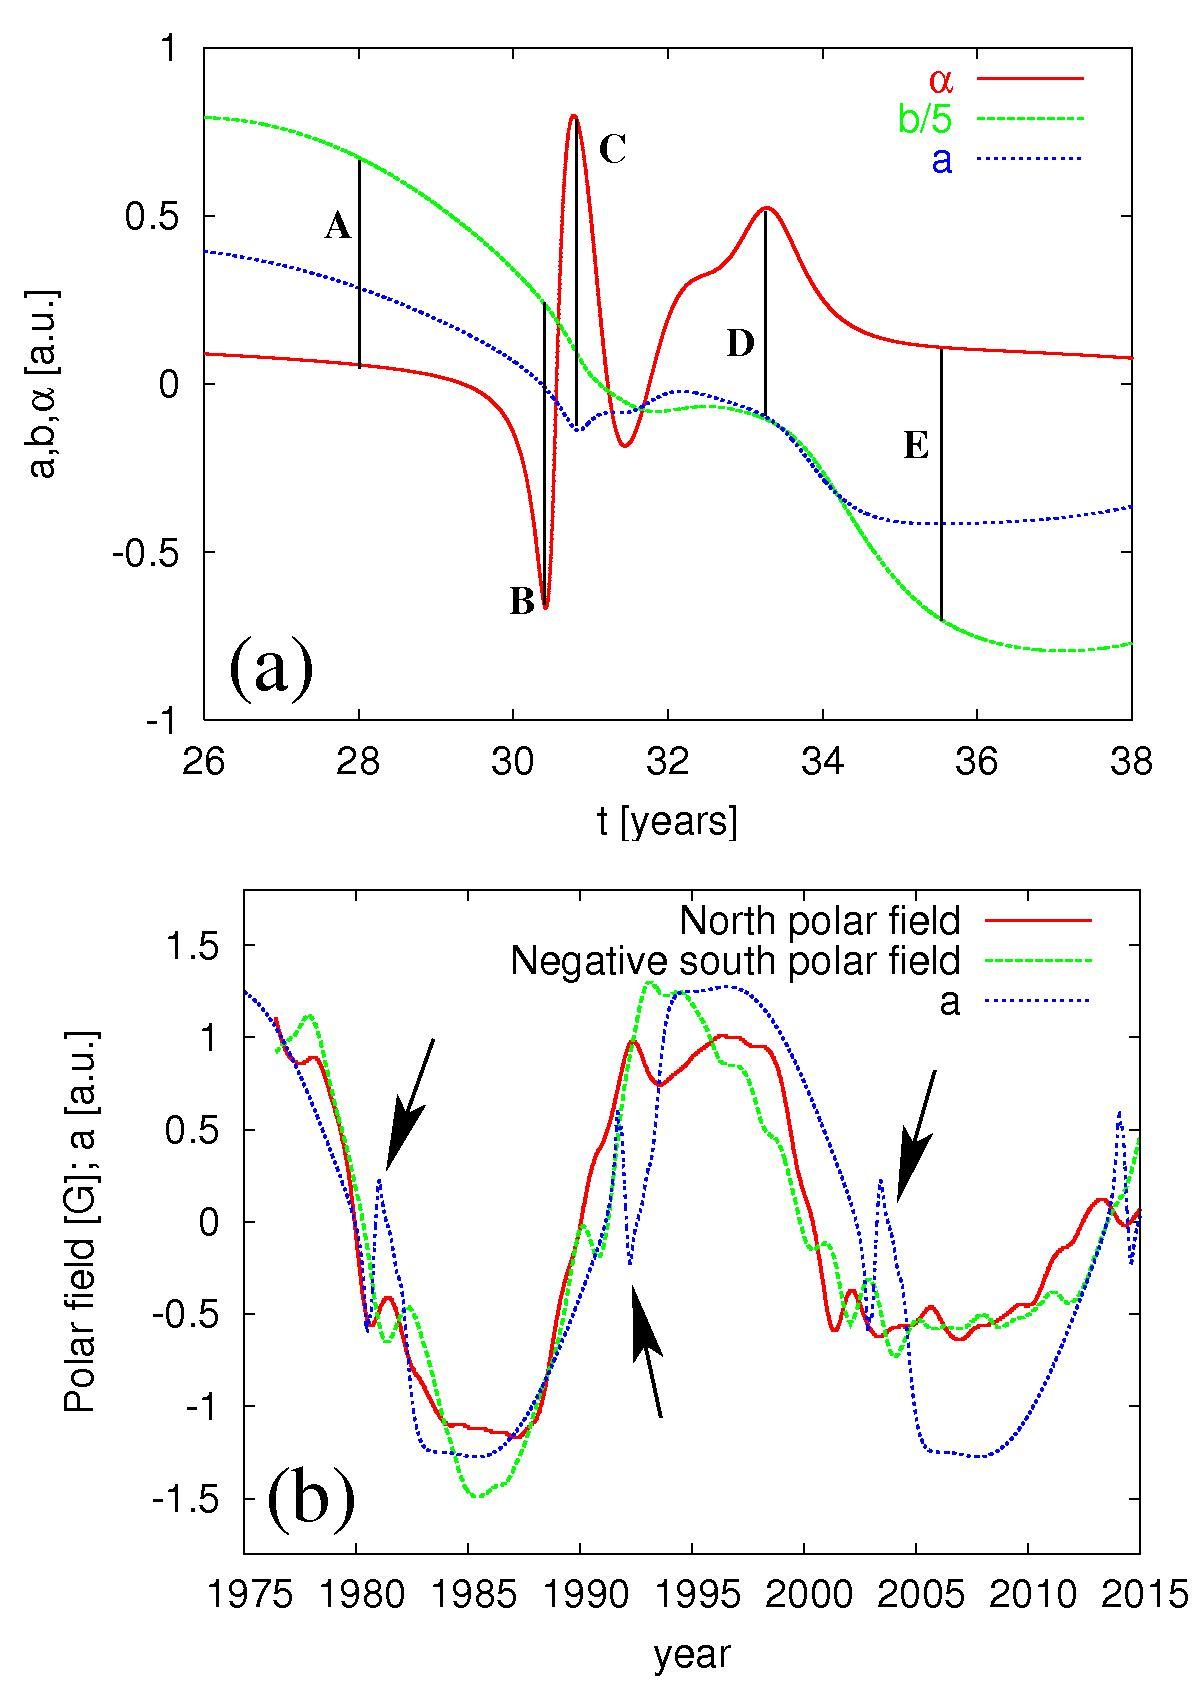 1
0.5
0
-0.5
-1
a,b,α [a.u.]
α
b/5
a
A
B
C
D
E
(a)
26 28 30 32 34 36 38
t [years]
1.5
1
0.5
0
-0.5
-1
-1.5
Polar field [G]; a [a.u.]
North polar field
Negative south polar field
a
(b)
1975 1980 1985 1990 1995 2000 2005 2010 2015
year